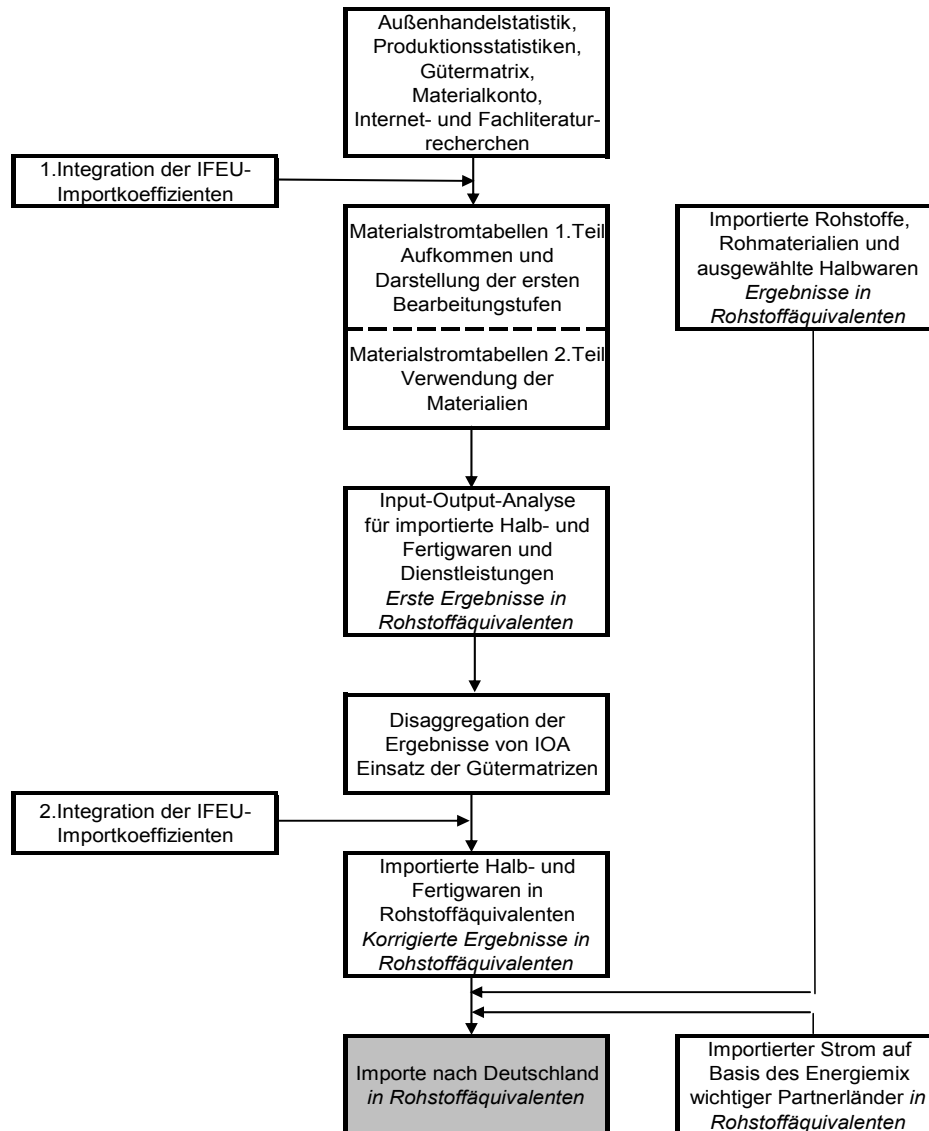 Außenhandelstatistik,
Produktionsstatistiken,
Gütermatrix,
Materialkonto,
Internet- und Fachliteratur-
recherchen
1.Integration der IFEU-
Importkoeffizienten
Materialstromtabellen 1.Teil
Aufkommen und
Darstellung der ersten
Bearbeitungstufen
Materialstromtabellen 2.Teil
Verwendung der
Materialien
Importierte Rohstoffe,
Rohmaterialien und
ausgewählte Halbwaren
Ergebnisse in
Rohstoffäquivalenten
Input-Output-Analyse
für importierte Halb- und
Fertigwaren und
Dienstleistungen
Erste Ergebnisse in
Rohstoffäquivalenten
Disaggregation der
Ergebnisse von IOA
Einsatz der Gütermatrizen
2.Integration der IFEU-
Importkoeffizienten
Importierte Halb- und
Fertigwaren in
Rohstoffäquivalenten
Korrigierte Ergebnisse in
Rohstoffäquivalenten
Importe nach Deutschland
in Rohstoffäquivalenten
Importierter Strom auf
Basis des Energiemix
wichtiger Partnerländer in
Rohstoffäquivalenten